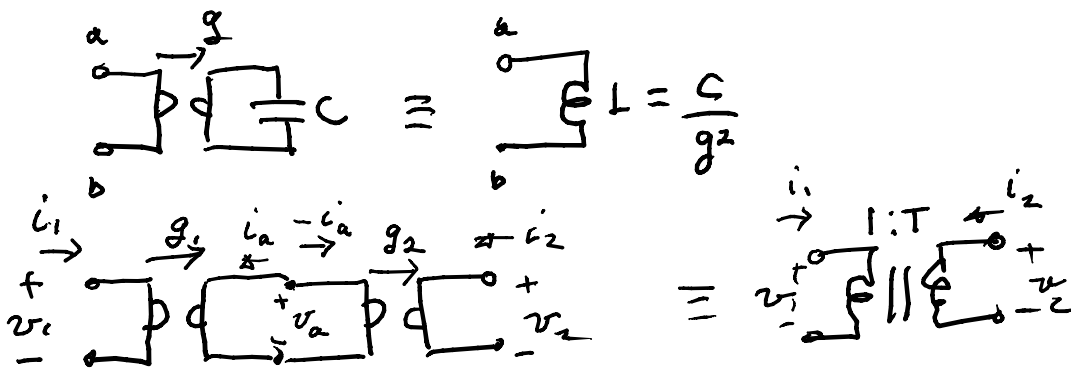 a g C b ≡ a b L = C/g²
i₁ + v₁ − g₁ iₐ −iₐ + vₐ − g₂ i₂ + v₂ − ≡ i₁ + v₁ − 1:T i₂ + v₂ −